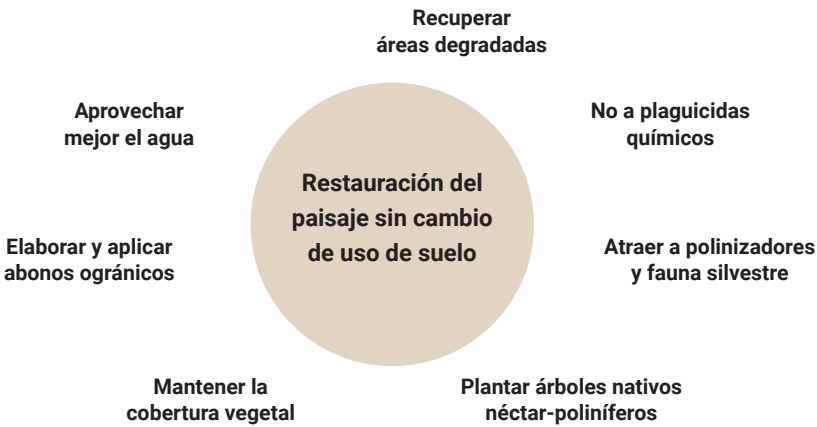 Recuperar
áreas degradadas
No a plaguicidas
químicos
Atraer a polinizadores
y fauna silvestre
Plantar árboles nativos
néctar-poliníferos
Mantener la
cobertura vegetal
Elaborar y aplicar
abonos ogránicos
Aprovechar
mejor el agua
Restauración del
paisaje sin cambio
de uso de suelo